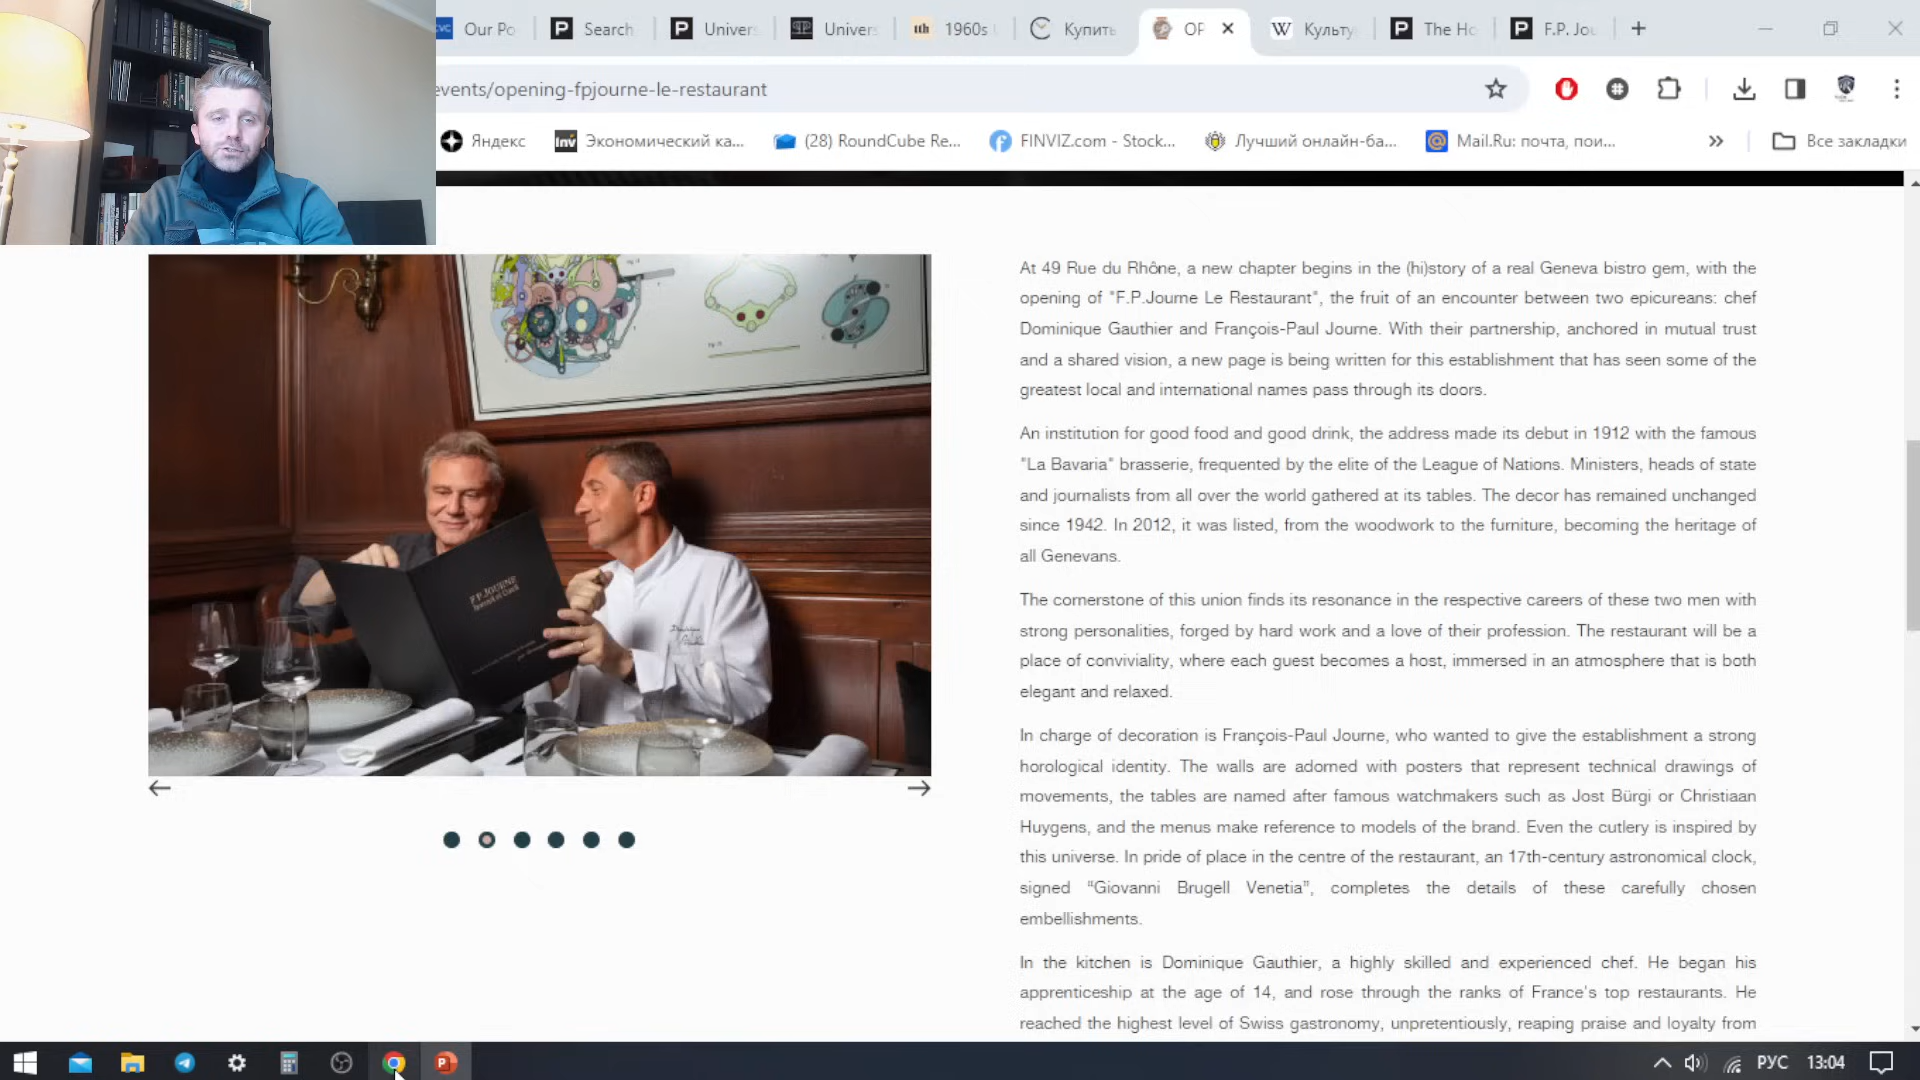 Our Po
Search
Univers
Univers
1960s
Купить
OP
Культу
The Ho
F.P. Jou
events/opening-fpjourne-le-restaurant
Яндекс
Inv
Экономический ка...
(28) RoundCube Re...
FINVIZ.com - Stock...
Лучший онлайн-ба...
Mail.Ru: почта, пои...
Все закладки
At 49 Rue du Rhône, a new chapter begins in the (hi)story of a real Geneva bistro gem, with the
opening of "F.P.Journe Le Restaurant", the fruit of an encounter between two epicureans: chef
Dominique Gauthier and François-Paul Journe. With their partnership, anchored in mutual trust
and a shared vision, a new page is being written for this establishment that has seen some of the
greatest local and international names pass through its doors.
An institution for good food and good drink, the address made its debut in 1912 with the famous
"La Bavaria" brasserie, frequented by the elite of the League of Nations. Ministers, heads of state
and journalists from all over the world gathered at its tables. The decor has remained unchanged
since 1942. In 2012, it was listed, from the woodwork to the furniture, becoming the heritage of
all Genevans.
The cornerstone of this union finds its resonance in the respective careers of these two men with
strong personalities, forged by hard work and a love of their profession. The restaurant will be a
place of conviviality, where each guest becomes a host, immersed in an atmosphere that is both
elegant and relaxed.
In charge of decoration is François-Paul Journe, who wanted to give the establishment a strong
horological identity. The walls are adorned with posters that represent technical drawings of
movements, the tables are named after famous watchmakers such as Jost Bürgi or Christiaan
Huygens, and the menus make reference to models of the brand. Even the cutlery is inspired by
this universe. In pride of place in the centre of the restaurant, an 17th-century astronomical clock,
signed “Giovanni Brugell Venetia”, completes the details of these carefully chosen
embellishments.
In the kitchen is Dominique Gauthier, a highly skilled and experienced chef. He began his
apprenticeship at the age of 14, and rose through the ranks of France's top restaurants. He
reached the highest level of Swiss gastronomy, unpretentiously, reaping praise and loyalty from
F.P.JOURNE
РУС
13:04